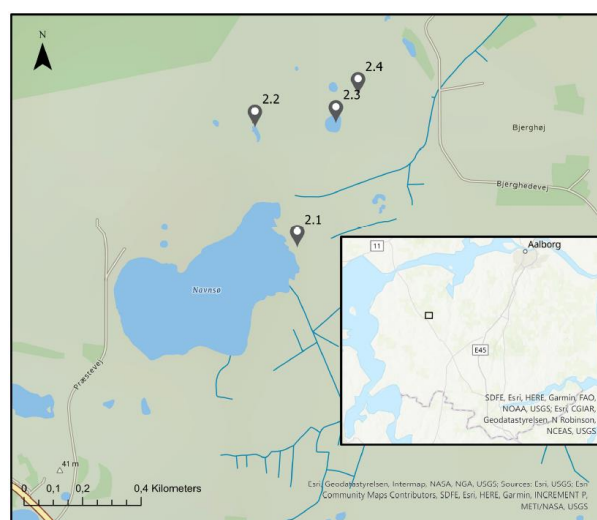 N
2.4
2.3
2.2
Bjerghøj
Bjerghedevej
2.1
Navnsø
11
Aalborg
E45
SDFE, Esri, HERE, Garmin, FAO,
NOAA, USGS; Esri, CGIAR,
Geodatastyrelsen, N Robinson,
NCEAS, USGS
Præstevej
41 m
0 0,1 0,2 0,4 Kilometers
Esri, Geodatastyrelsen, Intermap, NASA, NGA, USGS; Sources: Esri, USGS; Esri
Community Maps Contributors, SDFE, Esri, HERE, Garmin, INCREMENT P,
METI/NASA, USGS